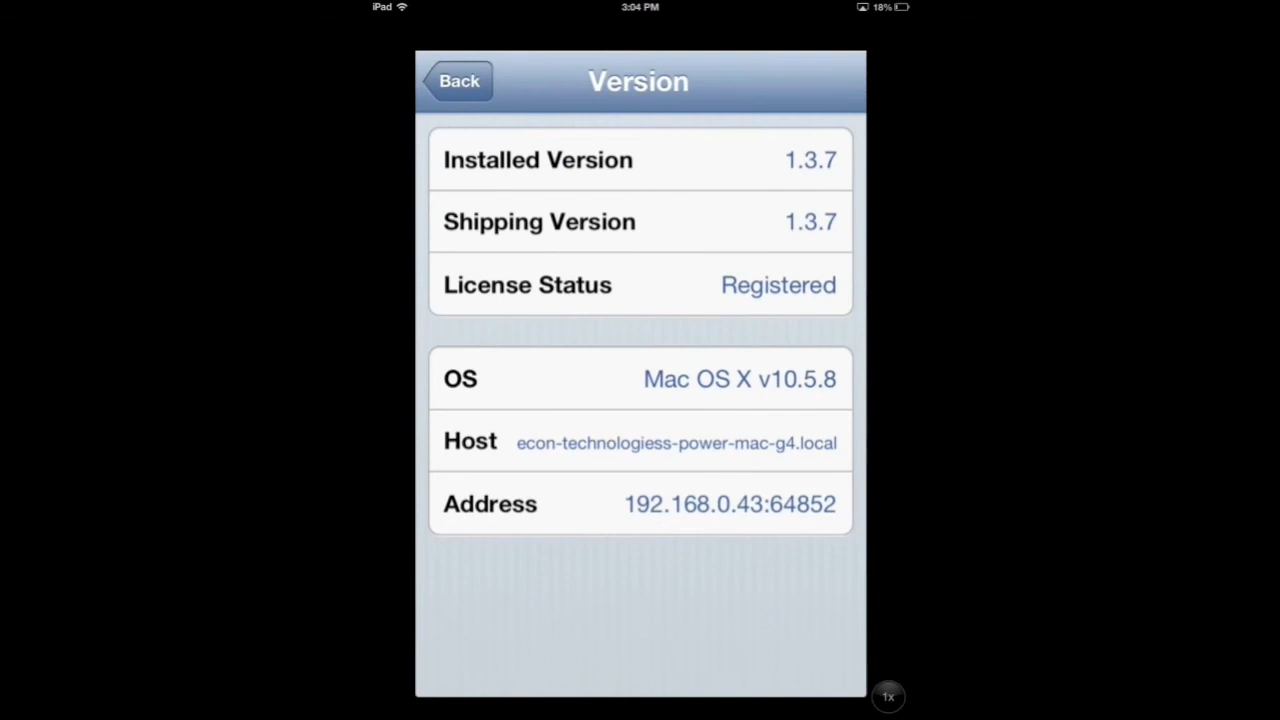 iPad 3:04 PM 18%
Back Version
Installed Version 1.3.7
Shipping Version 1.3.7
License Status Registered
OS Mac OS X v10.5.8
Host econ-technologiess-power-mac-g4.local
Address 192.168.0.43:64852
1x